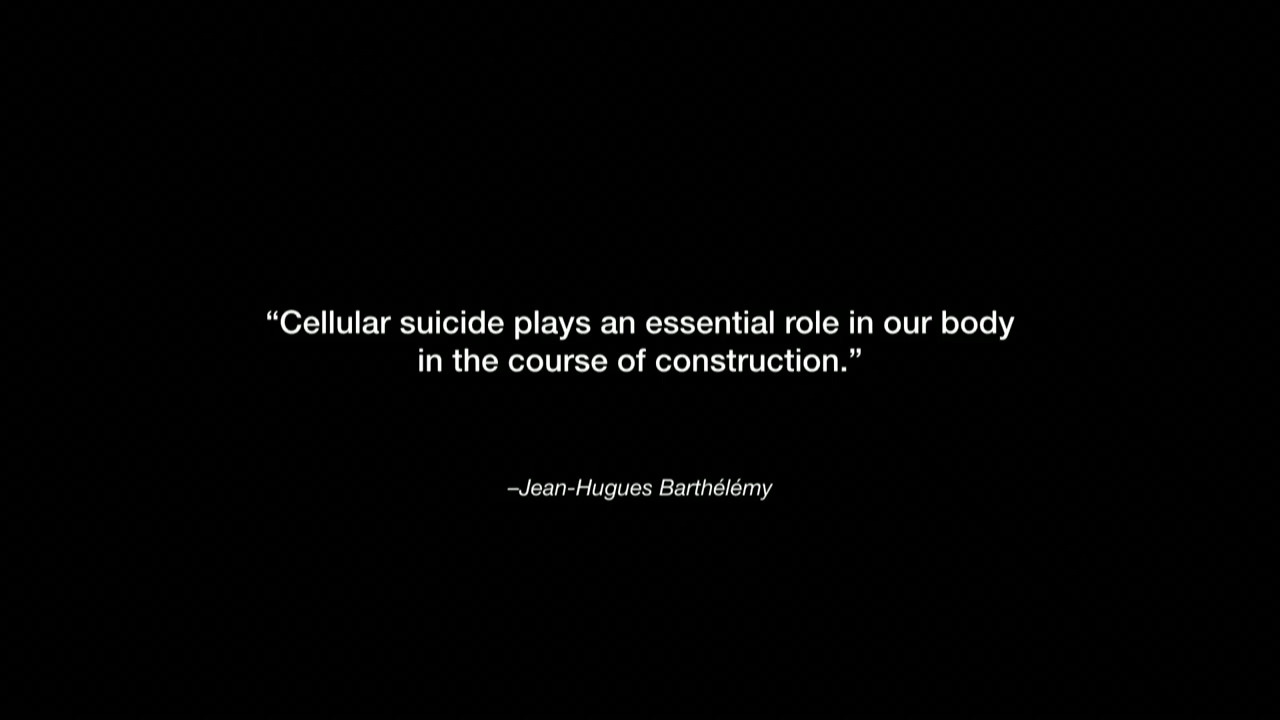 “Cellular suicide plays an essential role in our body
in the course of construction.”
–Jean-Hugues Barthélémy